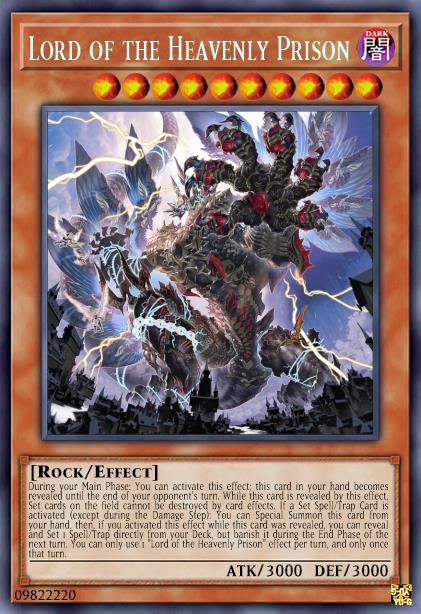 Lord of the Heavenly Prison
DARK
闇
[Rock/Effect]
During your Main Phase: You can activate this effect; this card in your hand becomes
revealed until the end of your opponent's turn. While this card is revealed by this effect,
Set cards on the field cannot be destroyed by card effects. If a Set Spell/Trap Card is
activated (except during the Damage Step): You can Special Summon this card from
your hand, then, if you activated this effect while this card was revealed, you can reveal
and Set 1 Spell/Trap directly from your Deck, but banish it during the End Phase of the
next turn. You can only use 1 "Lord of the Heavenly Prison" effect per turn, and only once
that turn.
ATK/3000 DEF/3000
09822220